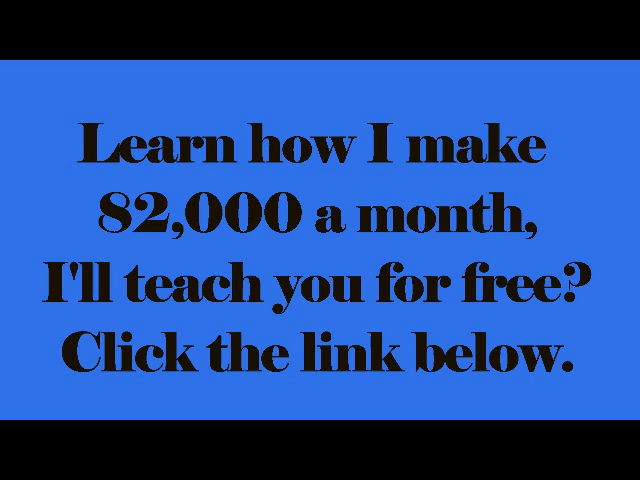 Learn how I make
82,000 a month,
I'll teach you for free?
Click the link below.